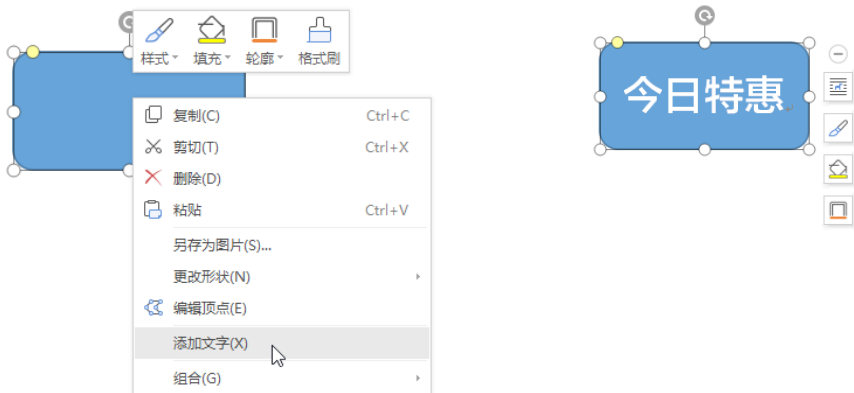 样式 填充 轮廓 格式刷
复制(C) Ctrl+C
剪切(T) Ctrl+X
删除(D)
粘贴 Ctrl+V
另存为图片(S)...
更改形状(N)
编辑顶点(E)
添加文字(X)
组合(G)
今日特惠